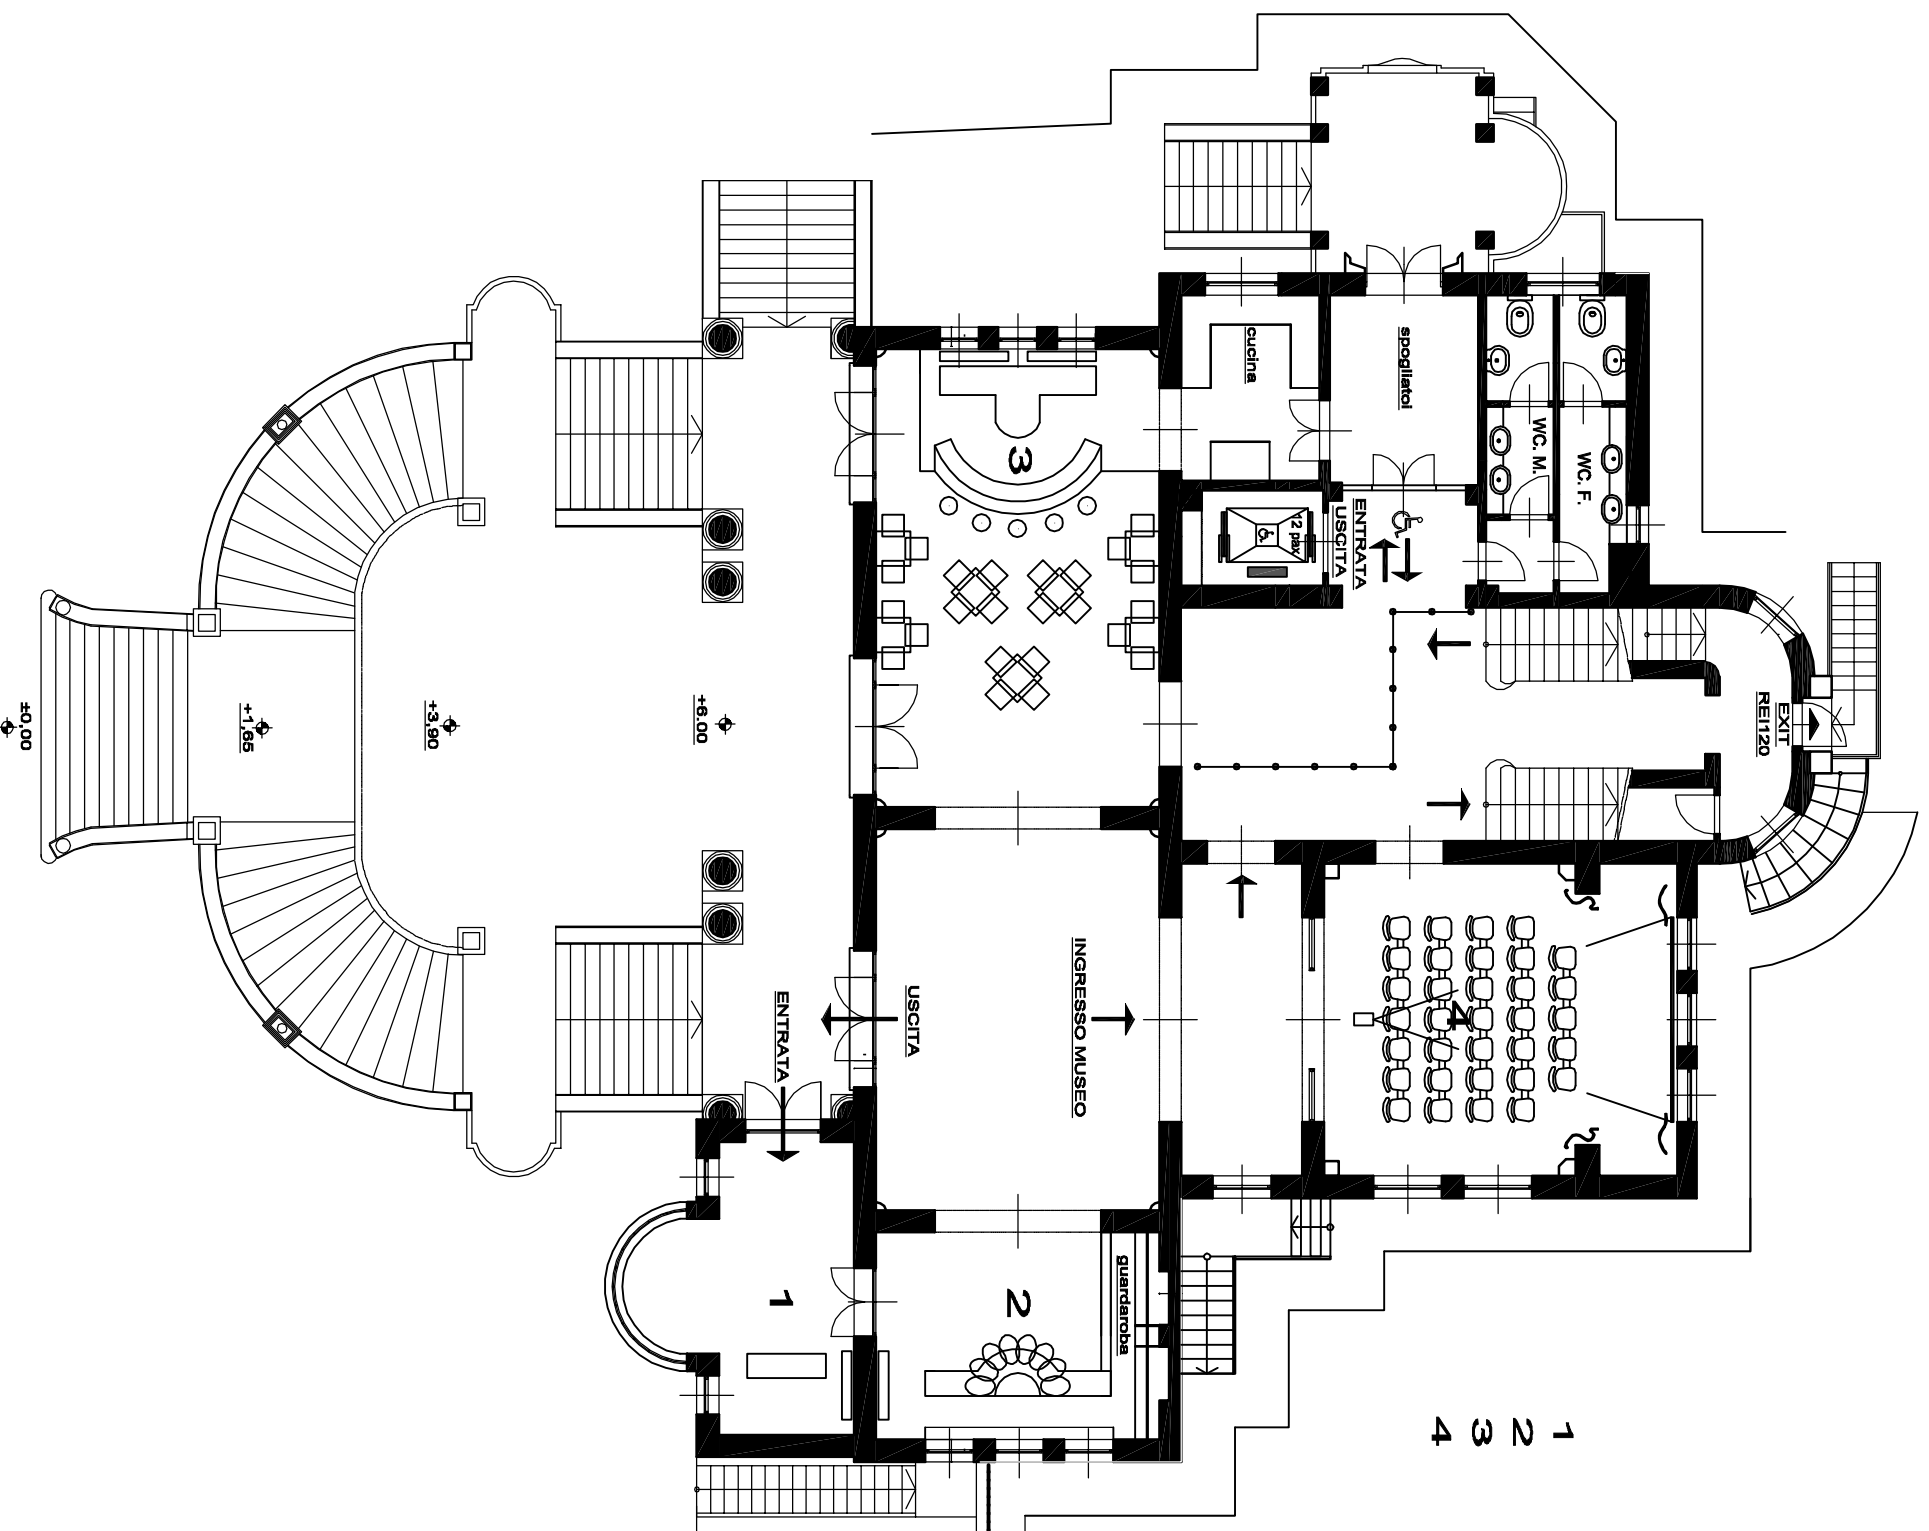 cucina
spogliatoi
WC. M.
WC. F.
3
12 pax
ENTRATA
USCITA
EXIT
REI120
±0,00
+1,65
+3,90
+6.00
INGRESSO MUSEO
USCITA
ENTRATA
4
1
2
guardaroba
1
2
3
4